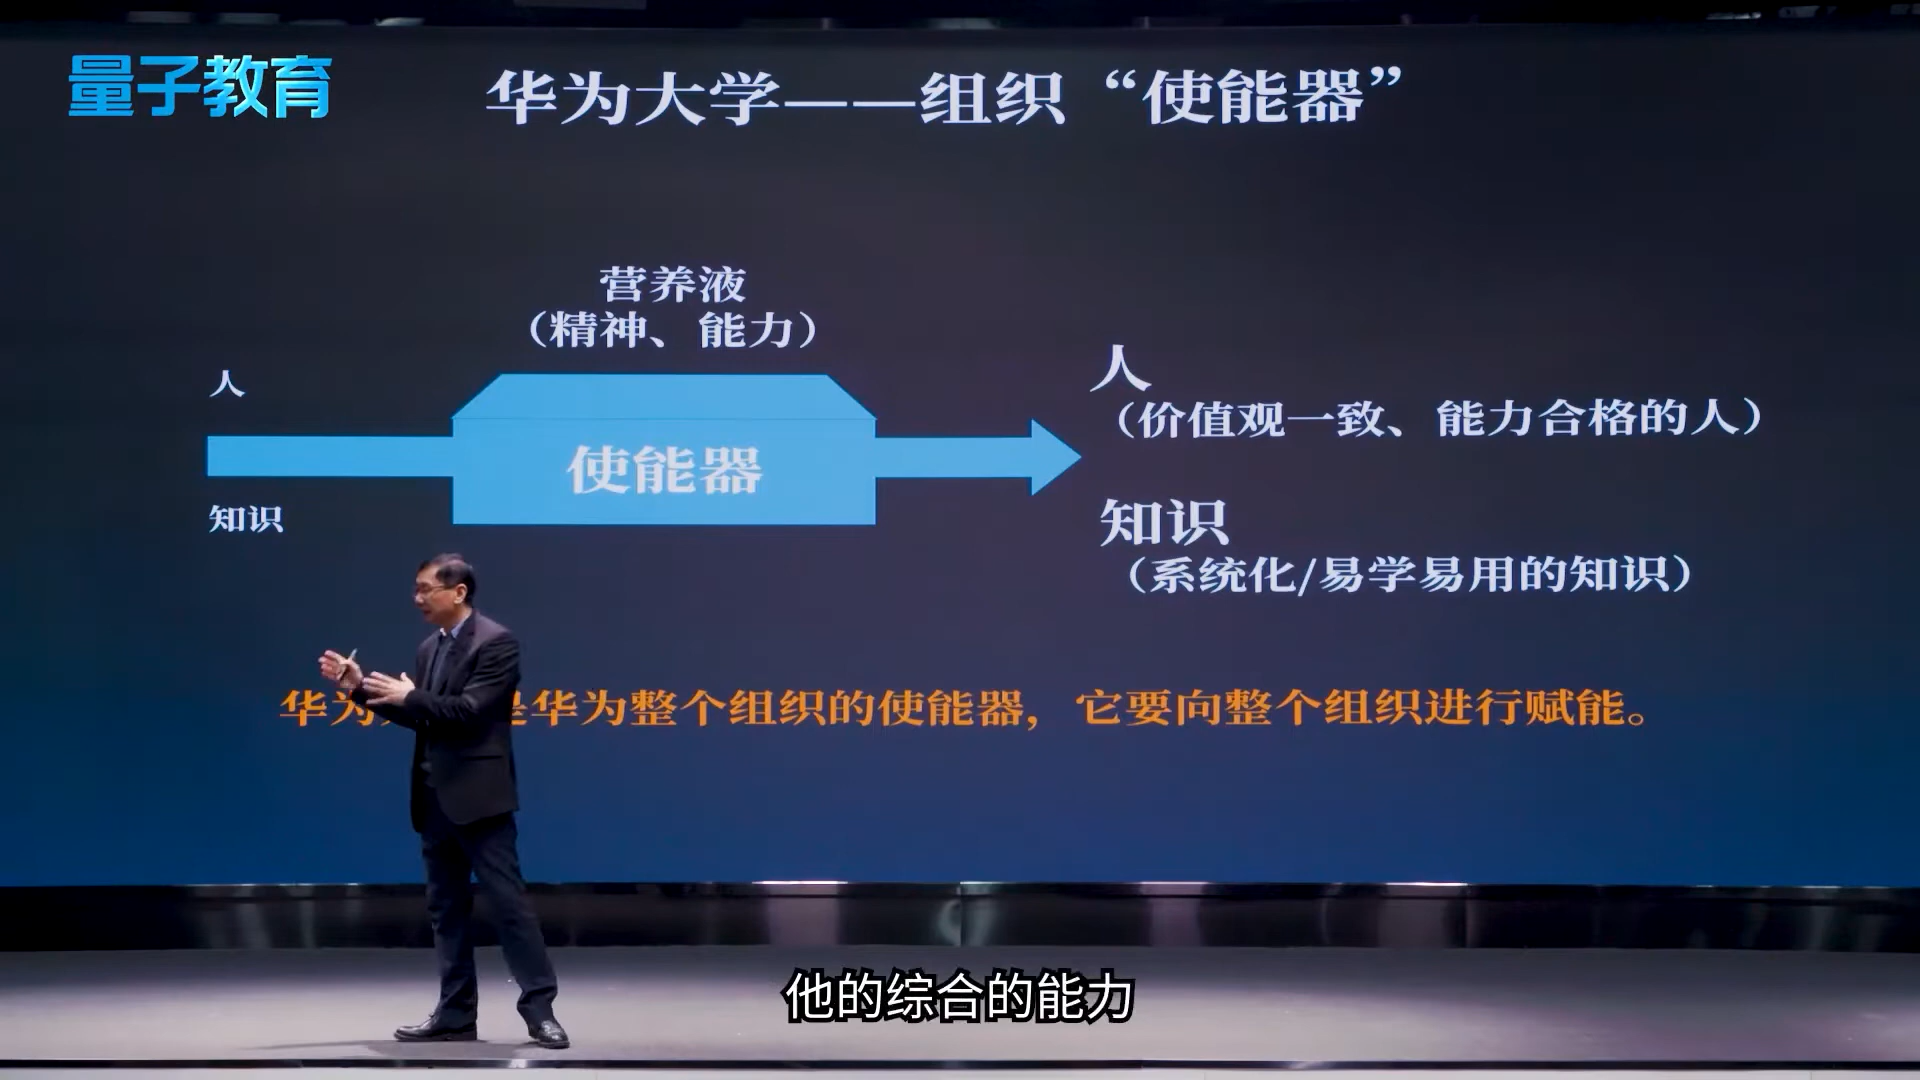 量子教育
华为大学——组织“使能器”
营养液
（精神、能力）
人
使能器
知识
人
（价值观一致、能力合格的人）
知识
（系统化/易学易用的知识）
华为 是华为整个组织的使能器，它要向整个组织进行赋能。
他的综合的能力